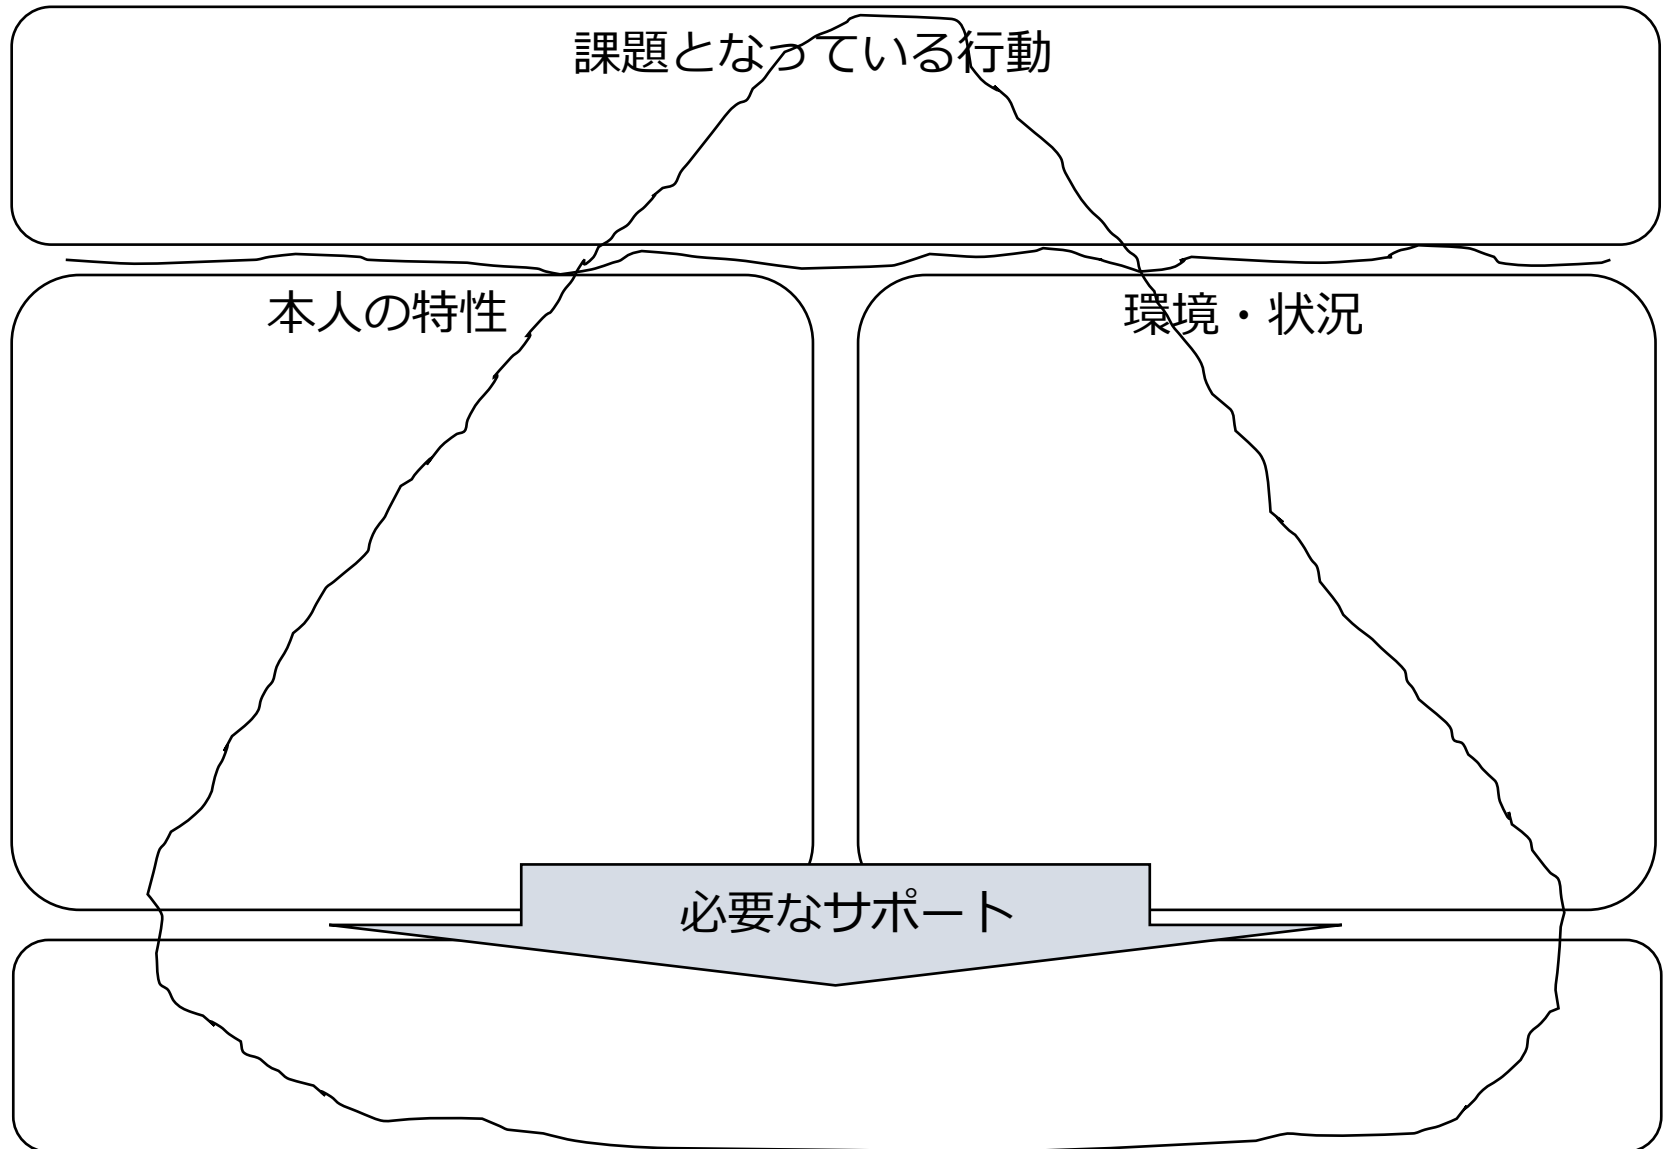 課題となっている行動
本人の特性
環境・状況
必要なサポート